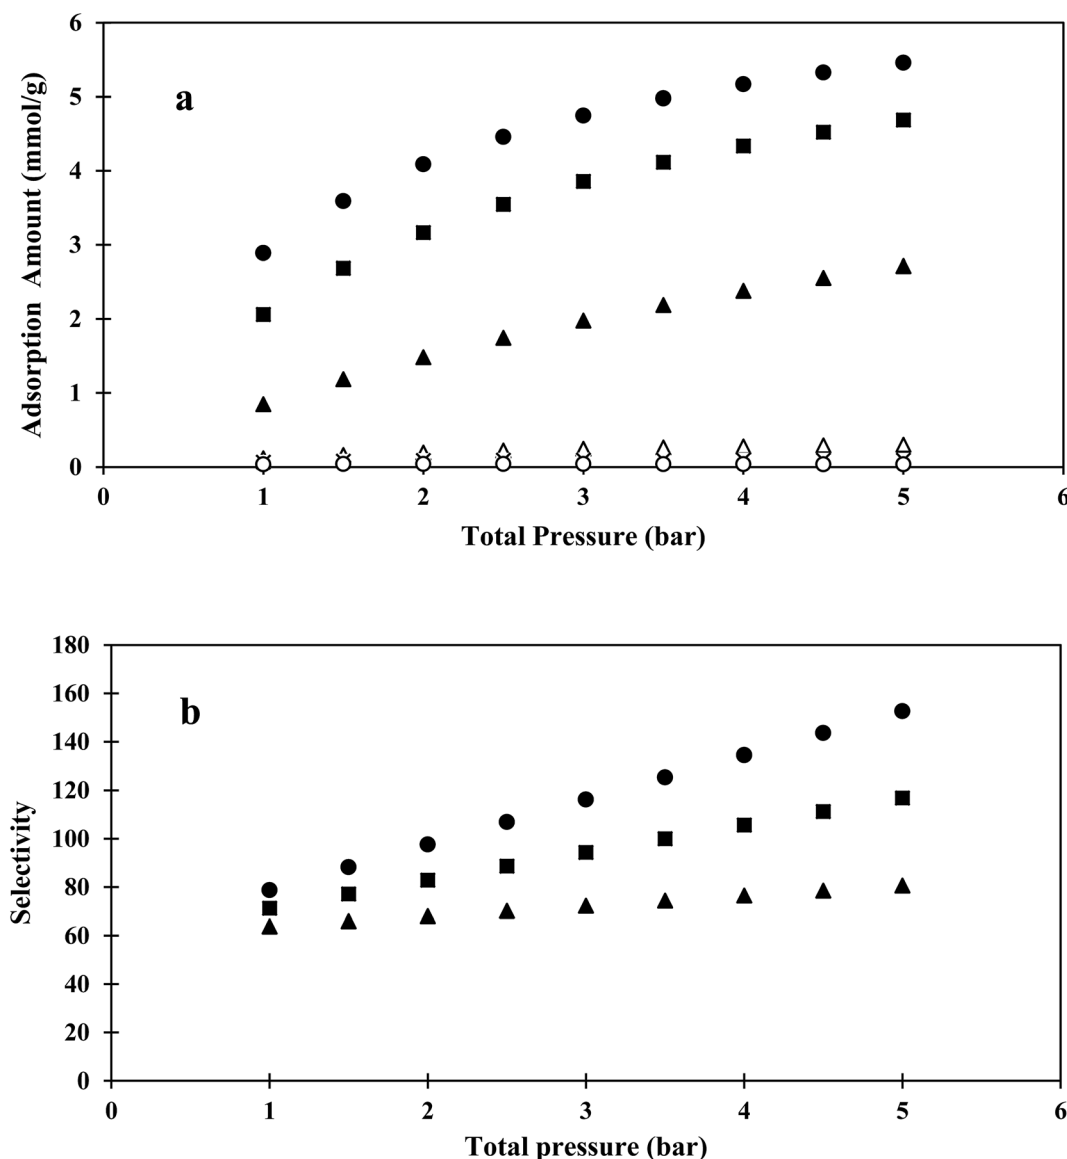 6
5
4
3
2
1
0
Adsorption Amount (mmol/g)
a
0 1 2 3 4 5 6
Total Pressure (bar)
180
160
140
120
100
80
60
40
20
0
Selectivity
b
0 1 2 3 4 5 6
Total pressure (bar)